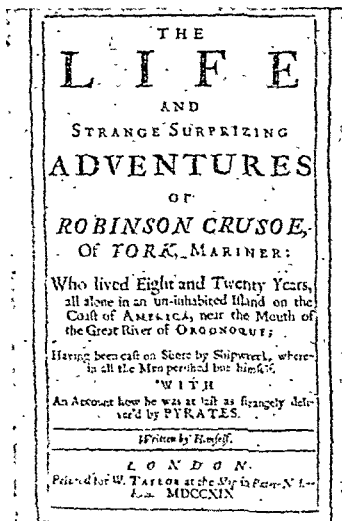 THE
LIFE
AND
STRANGE SURPRIZING
ADVENTURES
OF
ROBINSON CRUSOE,
Of YORK, MARINER:
Who lived Eight and Twenty Years,
all alone in an un-inhabited Island on the
Coast of AMERICA, near the Mouth of
the Great River of OROONOQUE;
Having been cast on Shore by Shipwreck, where-
in all the Men perished but himself.
WITH
An Account how he was at last as strangely deli-
ver'd by PYRATES.
Written by Himself.
LONDON
Printed for W. TAYLOR at the Ship in Pater-N
MDCCXIX